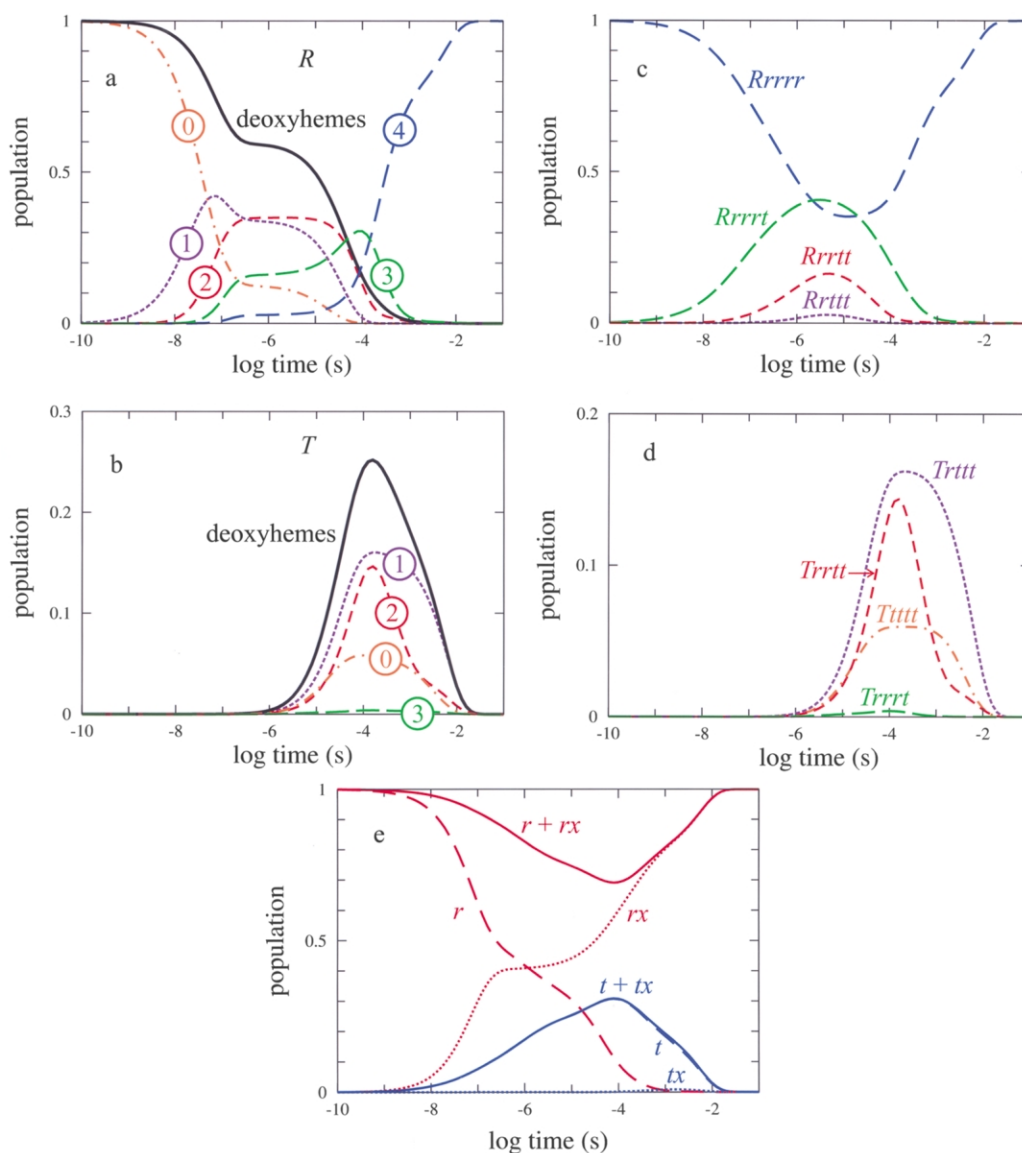 a
R
deoxyhemes
0
1
2
3
4
population
1
0.5
0
-10
-8
-6
-4
-2
log time (s)
c
Rrrrr
Rrrrt
Rrrtt
Rrttt
population
1
0.5
0
-10
-8
-6
-4
-2
log time (s)
b
T
deoxyhemes
1
2
0
3
population
0.3
0.2
0.1
0
-10
-8
-6
-4
-2
log time (s)
d
Trttt
Trrtt
Ttttt
Trrrt
population
0.2
0.1
0
-10
-8
-6
-4
-2
log time (s)
e
r + rx
r
rx
t + tx
t
tx
population
1
0.5
0
-10
-8
-6
-4
-2
log time (s)